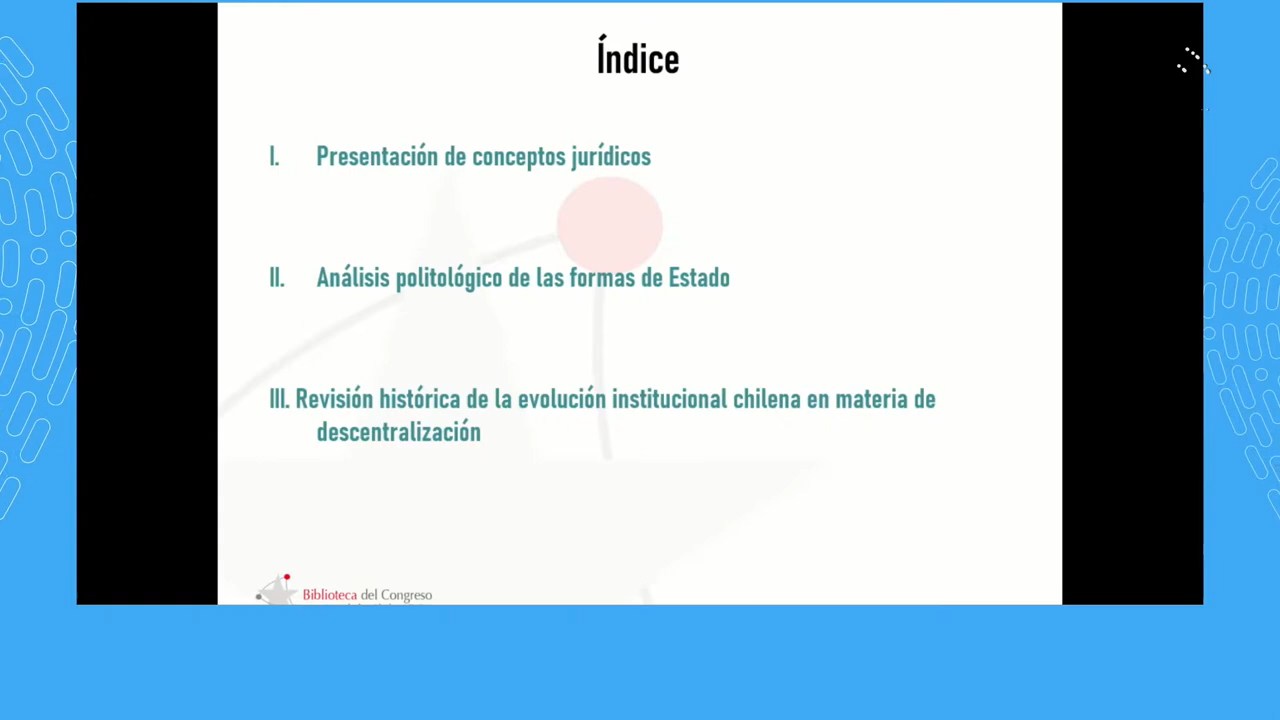 Índice
I. Presentación de conceptos jurídicos
II. Análisis politológico de las formas de Estado
III. Revisión histórica de la evolución institucional chilena en materia de
descentralización
Biblioteca del Congreso